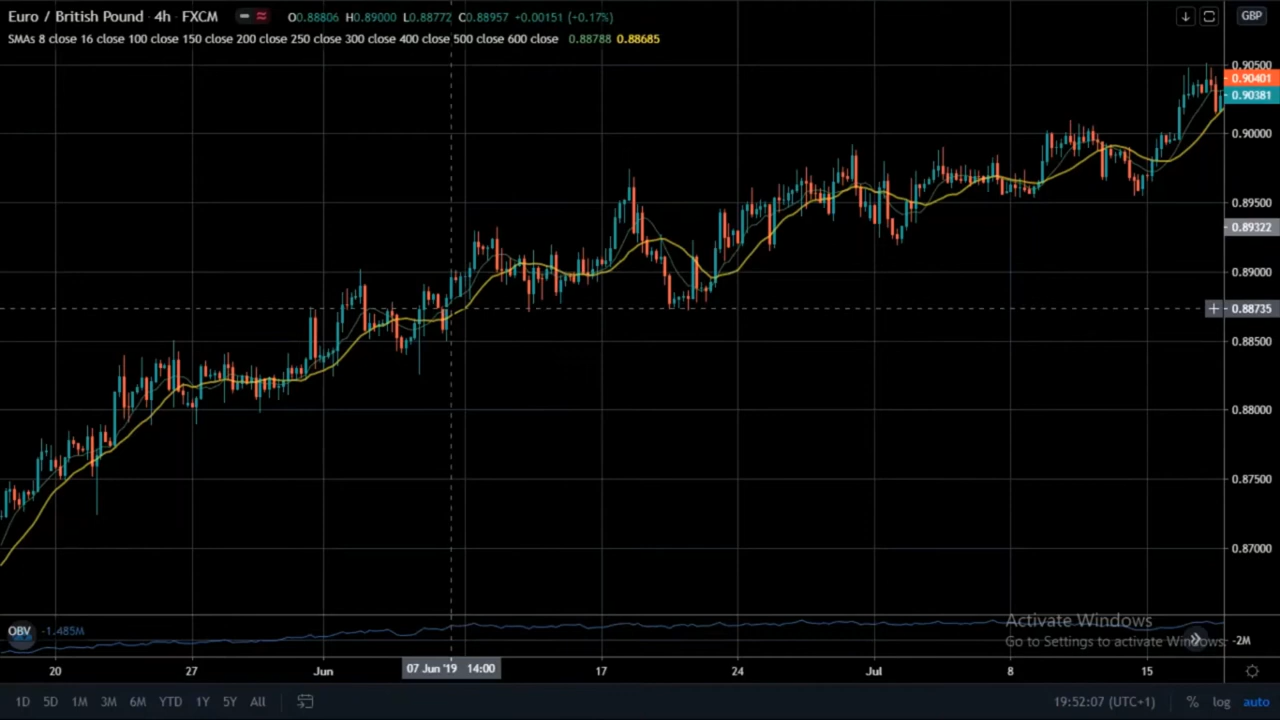 Euro / British Pound · 4h · FXCM O0.88806 H0.89000 L0.88772 C0.88957 +0.00151 (+0.17%) GBP
SMAs 8 close 16 close 100 close 150 close 200 close 250 close 300 close 400 close 500 close 600 close 0.88788 0.88685
0.90500
0.90401
0.90381
0.90000
0.89500
0.89322
0.89000
0.88735
0.88500
0.88000
0.87500
0.87000
Activate Windows
OBV -1.485M
Go to Settings to activate Windows.
-2M
20 27 Jun 07 Jun '19 14:00 17 24 Jul 8 15
1D 5D 1M 3M 6M YTD 1Y 5Y All 19:52:07 (UTC+1) % log auto